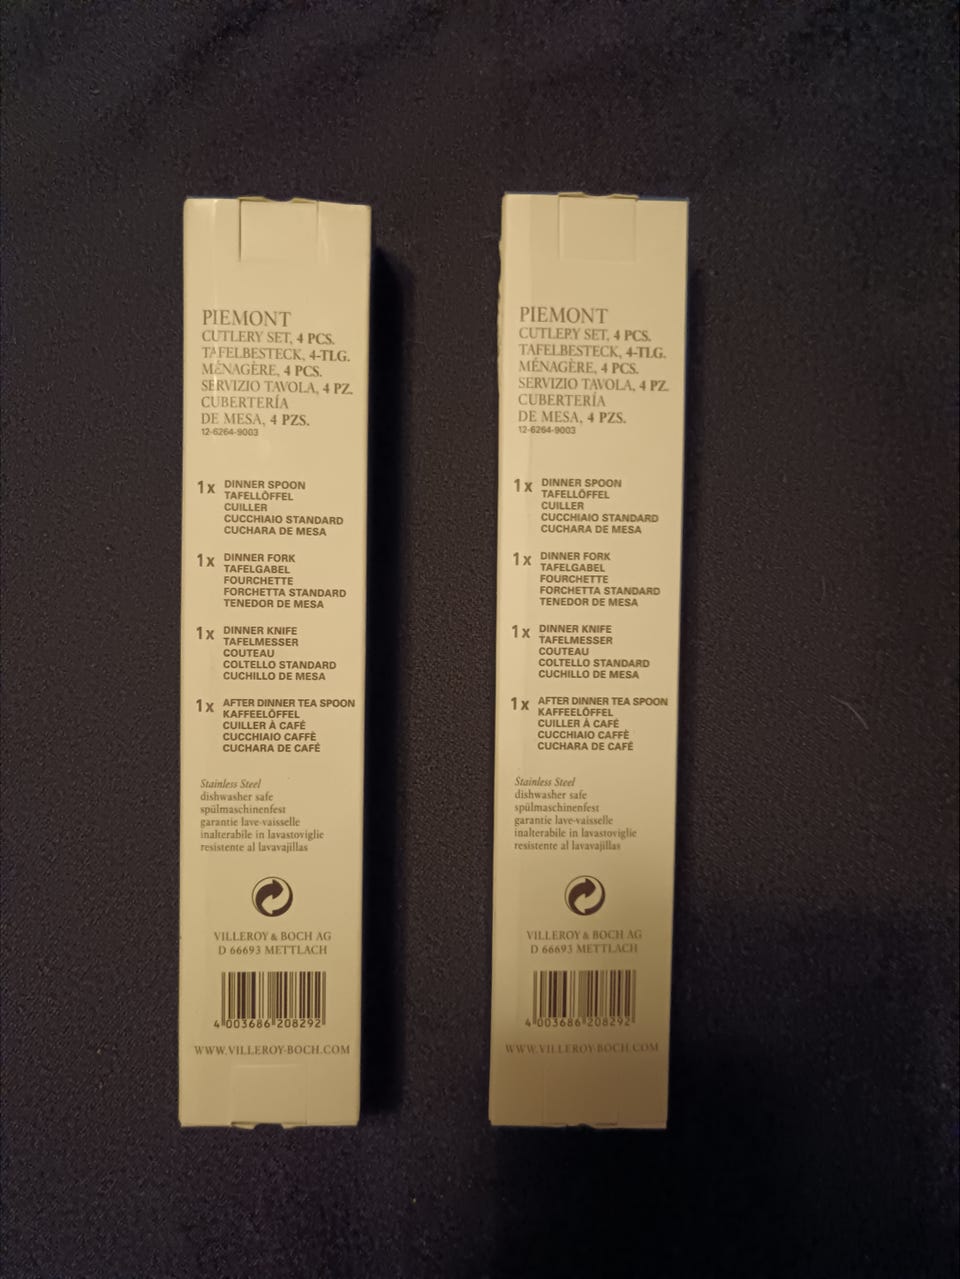 PIEMONT
CUTLERY SET, 4 PCS.
TAFELBESTECK, 4-TLG.
MÉNAGÈRE, 4 PCS.
SERVIZIO TAVOLA, 4 PZ.
CUBERTERÍA
DE MESA, 4 PZS.
12-6264-9003
1x DINNER SPOON
TAFELLÖFFEL
CUILLER
CUCCHIAIO STANDARD
CUCHARA DE MESA
1x DINNER FORK
TAFELGABEL
FOURCHETTE
FORCHETTA STANDARD
TENEDOR DE MESA
1x DINNER KNIFE
TAFELMESSER
COUTEAU
COLTELLO STANDARD
CUCHILLO DE MESA
1x AFTER DINNER TEA SPOON
KAFFEELÖFFEL
CUILLER À CAFÉ
CUCCHIAIO CAFFÈ
CUCHARA DE CAFÉ
Stainless Steel
dishwasher safe
spülmaschinenfest
garantie lave-vaisselle
inalterabile in lavastoviglie
resistente al lavavajillas
VILLEROY & BOCH AG
D 66693 METTLACH
4 003686 208292
WWW.VILLEROY-BOCH.COM
PIEMONT
CUTLERY SET, 4 PCS.
TAFELBESTECK, 4-TLG.
MÉNAGÈRE, 4 PCS.
SERVIZIO TAVOLA, 4 PZ.
CUBERTERÍA
DE MESA, 4 PZS.
12-6264-9003
1x DINNER SPOON
TAFELLÖFFEL
CUILLER
CUCCHIAIO STANDARD
CUCHARA DE MESA
1x DINNER FORK
TAFELGABEL
FOURCHETTE
FORCHETTA STANDARD
TENEDOR DE MESA
1x DINNER KNIFE
TAFELMESSER
COUTEAU
COLTELLO STANDARD
CUCHILLO DE MESA
1x AFTER DINNER TEA SPOON
KAFFEELÖFFEL
CUILLER À CAFÉ
CUCCHIAIO CAFFÈ
CUCHARA DE CAFÉ
Stainless Steel
dishwasher safe
spülmaschinenfest
garantie lave-vaisselle
inalterabile in lavastoviglie
resistente al lavavajillas
VILLEROY & BOCH AG
D 66693 METTLACH
4 003686 208292
WWW.VILLEROY-BOCH.COM